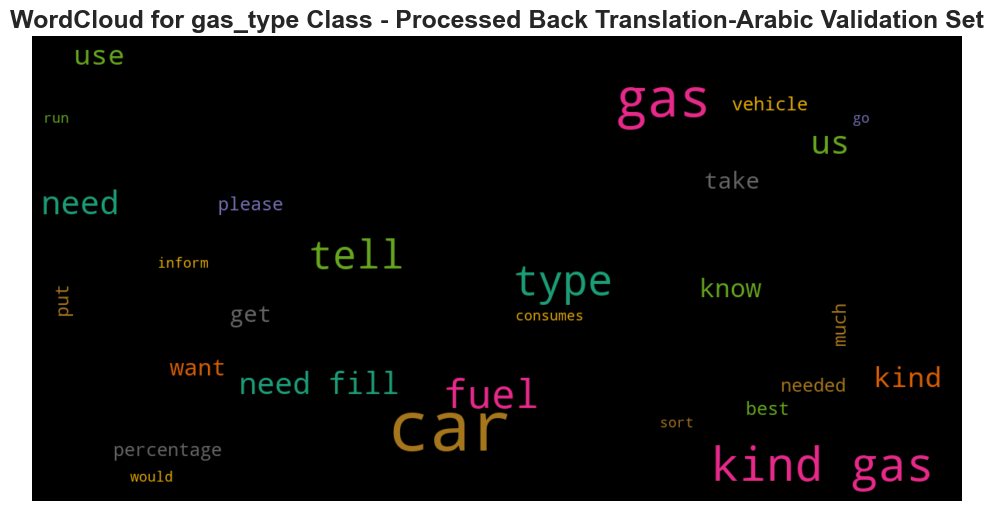 WordCloud for gas_type Class - Processed Back Translation-Arabic Validation Set
use
gas
vehicle
run
go
us
take
need
please
tell
inform
type
know
put
get
consumes
much
want
need fill
fuel
kind
needed
best
car
sort
percentage
kind gas
would